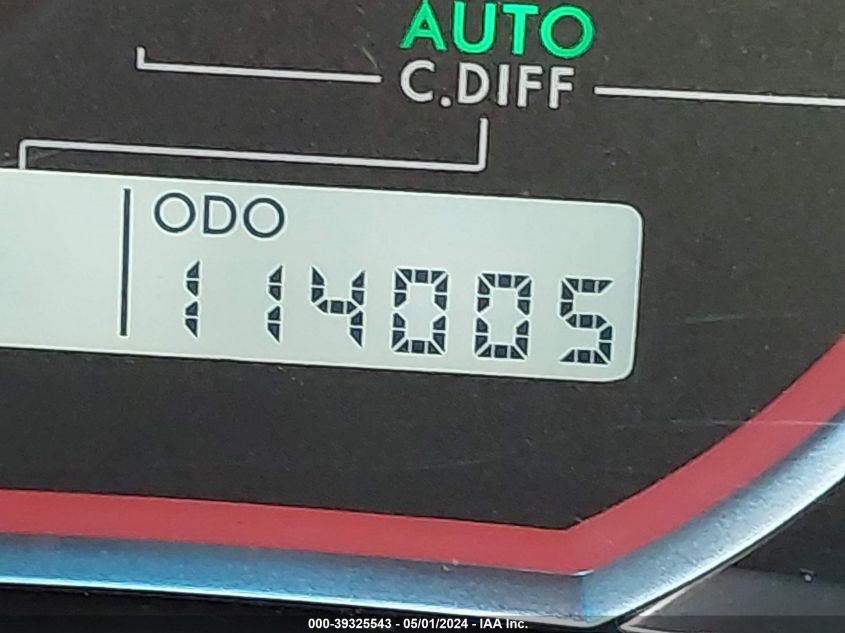 AUTO
C.DIFF
ODO
114005
000-39325543 - 05/01/2024 - IAA Inc.